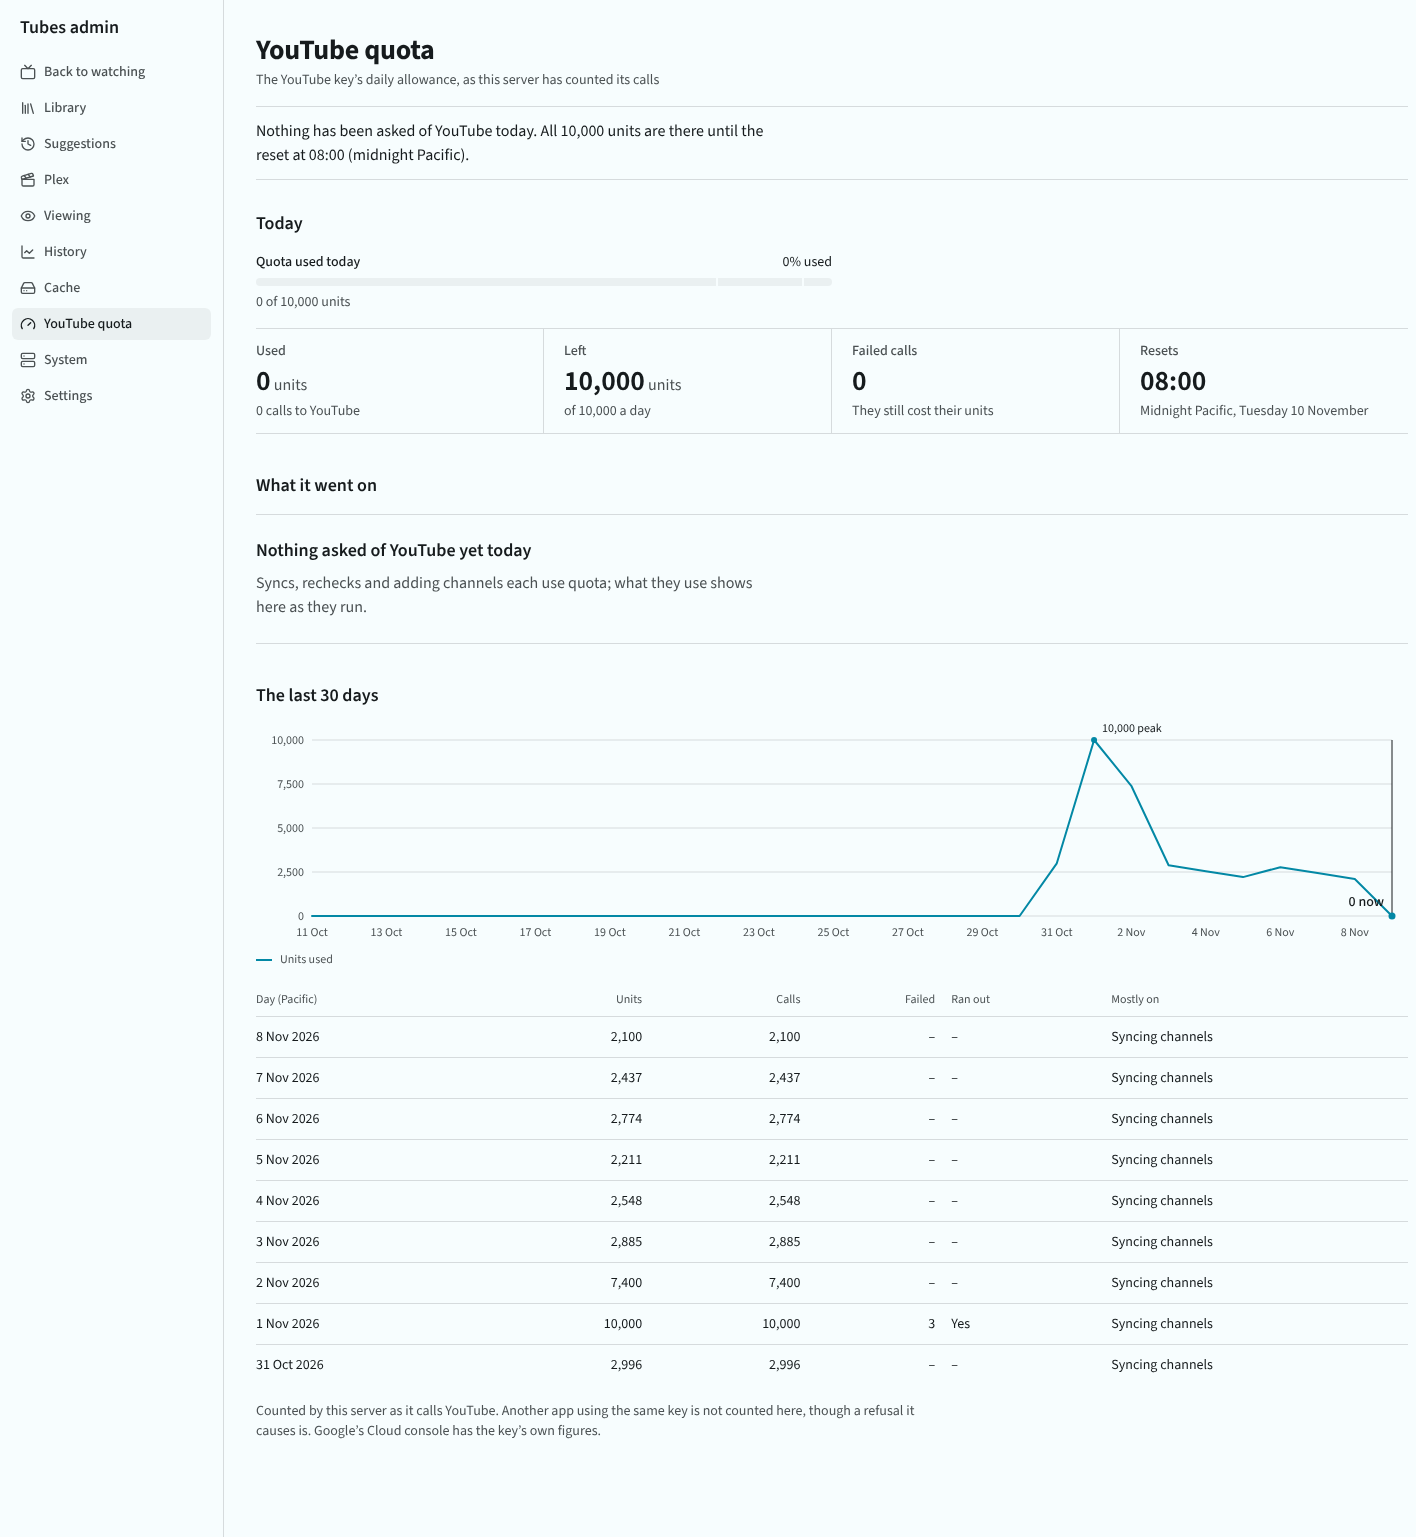 Tubes admin
Back to watching
Library
Suggestions
Plex
Viewing
History
Cache
YouTube quota
System
Settings
YouTube quota
The YouTube key’s daily allowance, as this server has counted its calls
Nothing has been asked of YouTube today. All 10,000 units are there until the
reset at 08:00 (midnight Pacific).
Today
Quota used today 0% used
0 of 10,000 units
Used Left Failed calls Resets
0 units 10,000 units 0 08:00
0 calls to YouTube of 10,000 a day They still cost their units Midnight Pacific, Tuesday 10 November
What it went on
Nothing asked of YouTube yet today
Syncs, rechecks and adding channels each use quota; what they use shows
here as they run.
The last 30 days
10,000 peak
10,000
7,500
5,000
2,500
0 now
0
11 Oct 13 Oct 15 Oct 17 Oct 19 Oct 21 Oct 23 Oct 25 Oct 27 Oct 29 Oct 31 Oct 2 Nov 4 Nov 6 Nov 8 Nov
Units used
Day (Pacific) Units Calls Failed Ran out Mostly on
8 Nov 2026 2,100 2,100 – – Syncing channels
7 Nov 2026 2,437 2,437 – – Syncing channels
6 Nov 2026 2,774 2,774 – – Syncing channels
5 Nov 2026 2,211 2,211 – – Syncing channels
4 Nov 2026 2,548 2,548 – – Syncing channels
3 Nov 2026 2,885 2,885 – – Syncing channels
2 Nov 2026 7,400 7,400 – – Syncing channels
1 Nov 2026 10,000 10,000 3 Yes Syncing channels
31 Oct 2026 2,996 2,996 – – Syncing channels
Counted by this server as it calls YouTube. Another app using the same key is not counted here, though a refusal it
causes is. Google’s Cloud console has the key’s own figures.